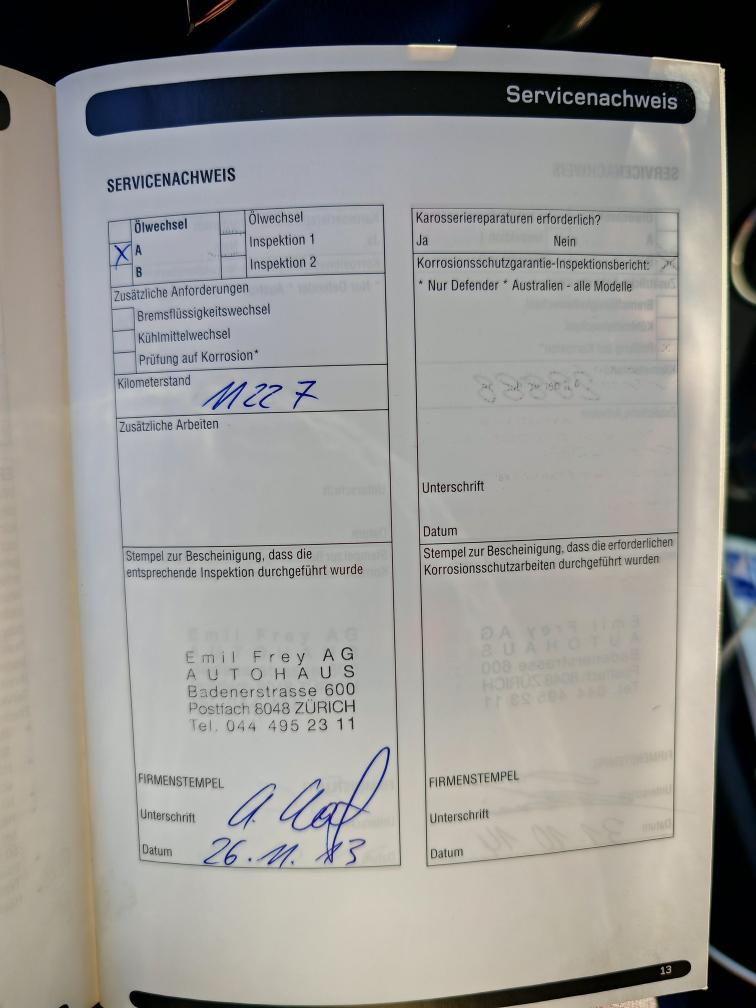 Servicenachweis
SERVICENACHWEIS
Ölwechsel
X A
B
Ölwechsel
Inspektion 1
Inspektion 2
Zusätzliche Anforderungen
Bremsflüssigkeitswechsel
Kühlmittelwechsel
Prüfung auf Korrosion*
Kilometerstand
11227
Zusätzliche Arbeiten
Stempel zur Bescheinigung, dass die
entsprechende Inspektion durchgeführt wurde
Emil Frey AG
AUTOHAUS
Badenerstrasse 600
Postfach 8048 ZÜRICH
Tel. 044 495 23 11
FIRMENSTEMPEL
Unterschrift
Datum 26.11.13
Karosseriereparaturen erforderlich?
Ja Nein
Korrosionsschutzgarantie-Inspektionsbericht:
* Nur Defender * Australien - alle Modelle
Unterschrift
Datum
Stempel zur Bescheinigung, dass die erforderlichen
Korrosionsschutzarbeiten durchgeführt wurden
FIRMENSTEMPEL
Unterschrift
Datum
13